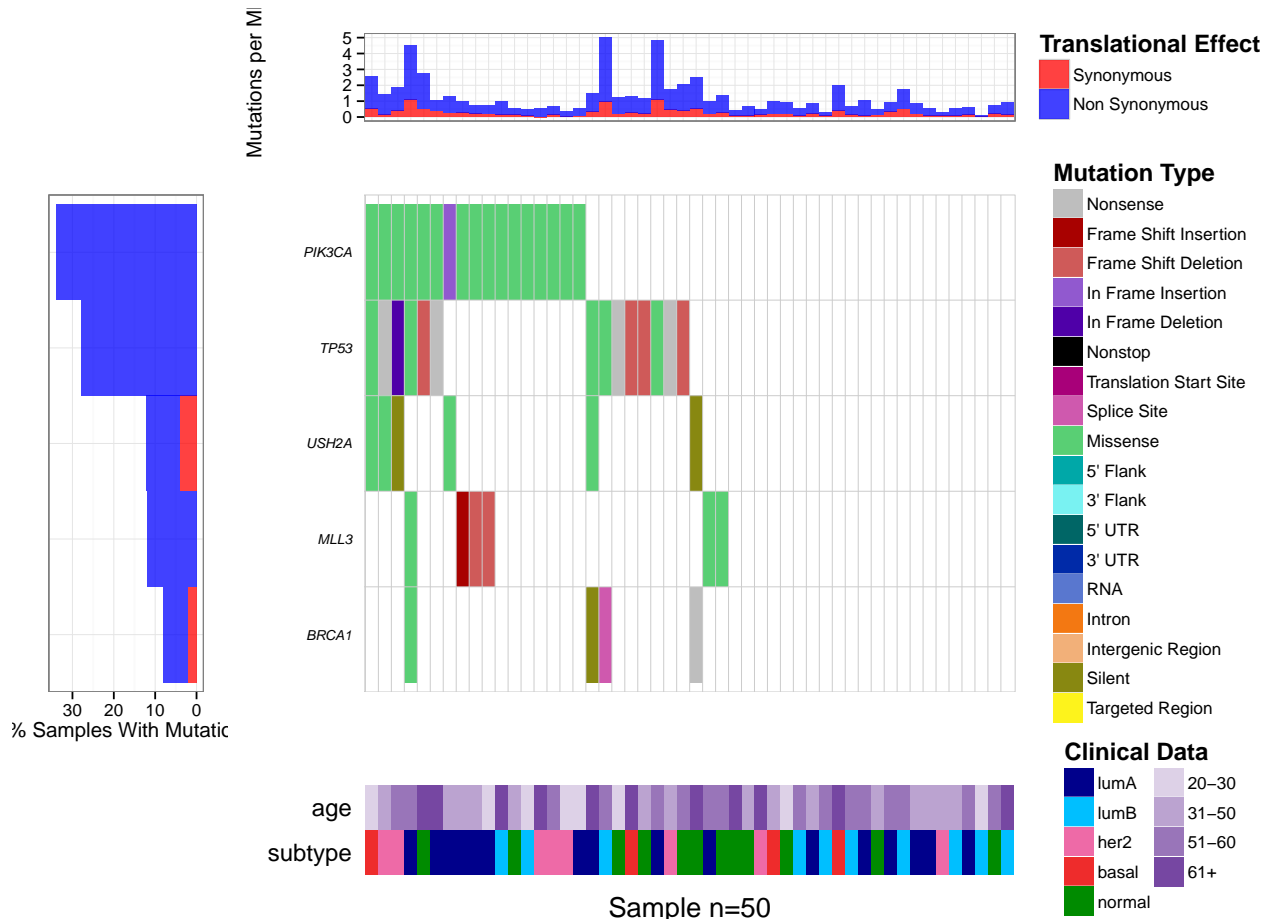 Mutations per M
5
4
3
2
1
0
Translational Effect
Synonymous
Non Synonymous
PIK3CA
TP53
USH2A
MLL3
BRCA1
30 20 10 0
% Samples With Mutatic
Mutation Type
Nonsense
Frame Shift Insertion
Frame Shift Deletion
In Frame Insertion
In Frame Deletion
Nonstop
Translation Start Site
Splice Site
Missense
5' Flank
3' Flank
5' UTR
3' UTR
RNA
Intron
Intergenic Region
Silent
Targeted Region
age
subtype
Sample n=50
Clinical Data
lumA 20−30
lumB 31−50
her2 51−60
basal 61+
normal